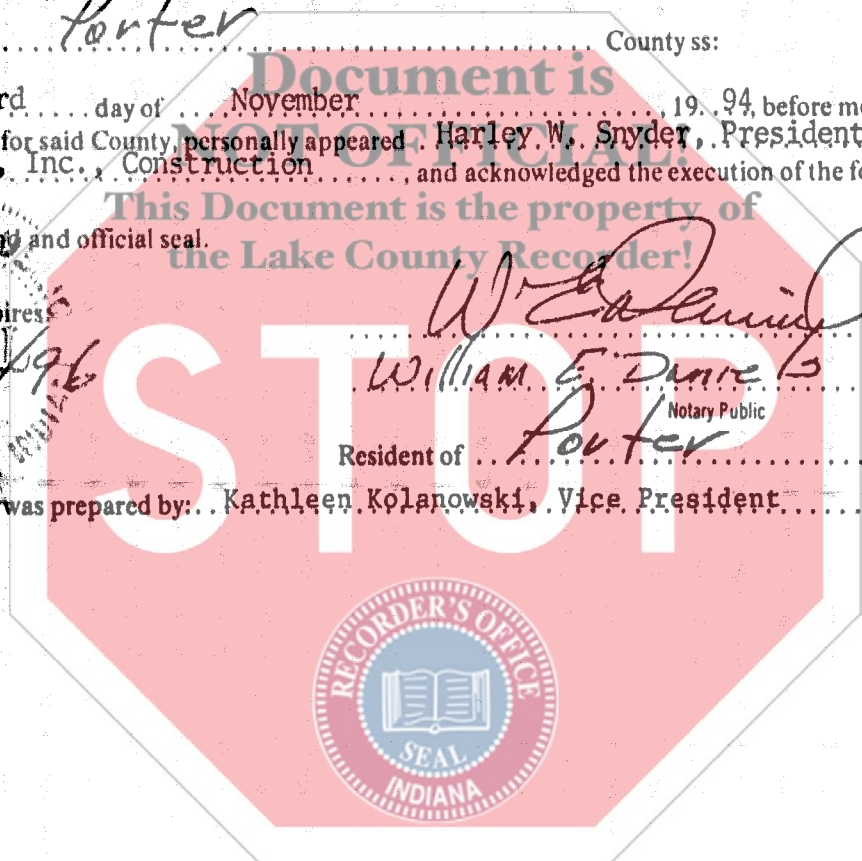 Porter County ss:
Document is
rd day of November 19 94, before me
NOT OFFICIAL!
for said County, personally appeared Harley W. Snyder, President
Inc., Construction, and acknowledged the execution of the fo
This Document is the property of
and official seal.
the Lake County Recorder!
pires
/96
William E. Daniels
Notary Public
Resident of Porter
was prepared by: Kathleen Kolanowski, Vice President
STOP
RECORDER'S OFFICE
SEAL
INDIANA
INDIA